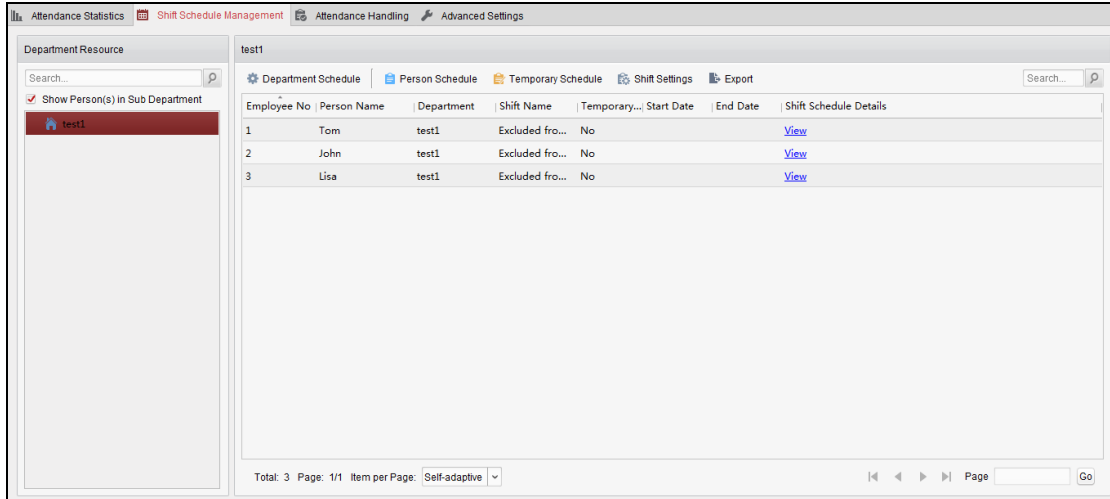 Attendance Statistics Shift Schedule Management Attendance Handling Advanced Settings
Department Resource
Search...
Show Person(s) in Sub Department
test1
test1
Department Schedule Person Schedule Temporary Schedule Shift Settings Export Search...
Employee No Person Name Department Shift Name Temporary... Start Date End Date Shift Schedule Details
1 Tom test1 Excluded fro... No View
2 John test1 Excluded fro... No View
3 Lisa test1 Excluded fro... No View
Total: 3 Page: 1/1 Item per Page: Self-adaptive Page Go